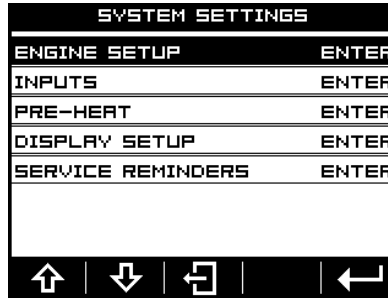 SYSTEM SETTINGS
ENGINE SETUP ENTER
INPUTS ENTER
PRE-HEAT ENTER
DISPLAY SETUP ENTER
SERVICE REMINDERS ENTER